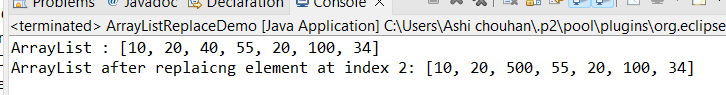 Problems @ Javadoc Declaration Console ×
<terminated> ArrayListReplaceDemo [Java Application] C:\Users\Ashi chouhan\.p2\pool\plugins\org.eclipse
ArrayList : [10, 20, 40, 55, 20, 100, 34]
ArrayList after replaicng element at index 2: [10, 20, 500, 55, 20, 100, 34]